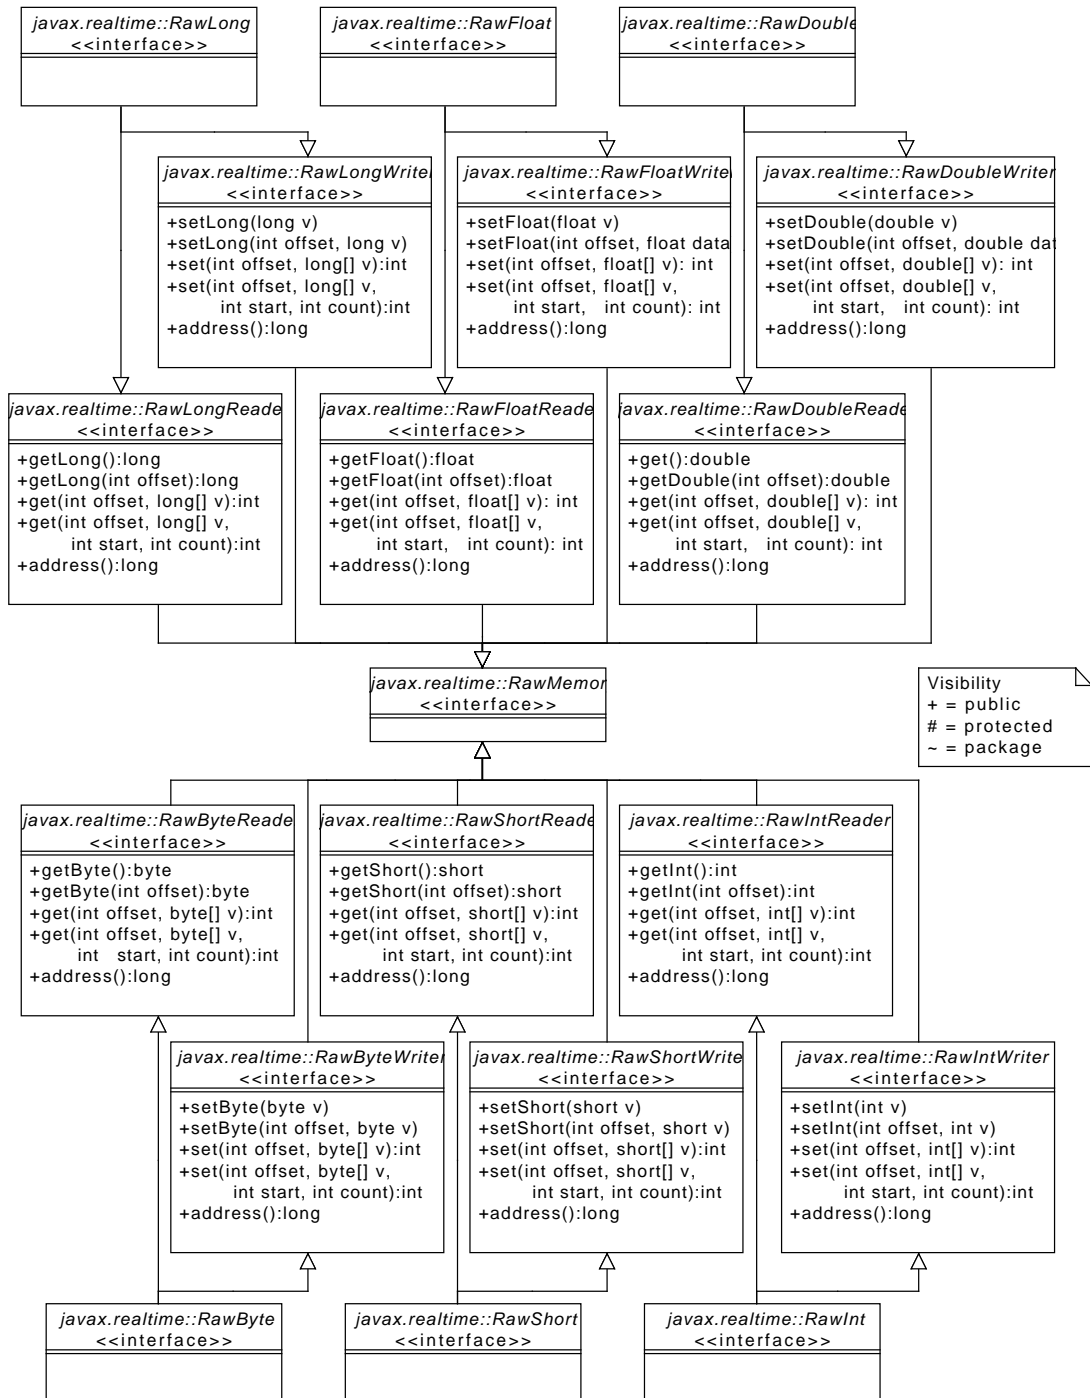 javax.realtime::RawLong
<<interface>>
javax.realtime::RawFloat
<<interface>>
javax.realtime::RawDouble
<<interface>>
javax.realtime::RawLongWriter
<<interface>>
+setLong(long v)
+setLong(int offset, long v)
+set(int offset, long[] v):int
+set(int offset, long[] v,
int start, int count):int
+address():long
javax.realtime::RawFloatWriter
<<interface>>
+setFloat(float v)
+setFloat(int offset, float data
+set(int offset, float[] v): int
+set(int offset, float[] v,
int start, int count): int
+address():long
javax.realtime::RawDoubleWriter
<<interface>>
+setDouble(double v)
+setDouble(int offset, double dat
+set(int offset, double[] v): int
+set(int offset, double[] v,
int start, int count): int
+address():long
javax.realtime::RawLongReade
<<interface>>
+getLong():long
+getLong(int offset):long
+get(int offset, long[] v):int
+get(int offset, long[] v,
int start, int count):int
+address():long
javax.realtime::RawFloatReade
<<interface>>
+getFloat():float
+getFloat(int offset):float
+get(int offset, float[] v): int
+get(int offset, float[] v,
int start, int count): int
+address():long
javax.realtime::RawDoubleReade
<<interface>>
+get():double
+getDouble(int offset):double
+get(int offset, double[] v): int
+get(int offset, double[] v,
int start, int count): int
+address():long
javax.realtime::RawMemor
<<interface>>
Visibility
+ = public
# = protected
~ = package
javax.realtime::RawByteReade
<<interface>>
+getByte():byte
+getByte(int offset):byte
+get(int offset, byte[] v):int
+get(int offset, byte[] v,
int start, int count):int
+address():long
javax.realtime::RawShortReade
<<interface>>
+getShort():short
+getShort(int offset):short
+get(int offset, short[] v):int
+get(int offset, short[] v,
int start, int count):int
+address():long
javax.realtime::RawIntReader
<<interface>>
+getInt():int
+getInt(int offset):int
+get(int offset, int[] v):int
+get(int offset, int[] v,
int start, int count):int
+address():long
javax.realtime::RawByteWriter
<<interface>>
+setByte(byte v)
+setByte(int offset, byte v)
+set(int offset, byte[] v):int
+set(int offset, byte[] v,
int start, int count):int
+address():long
javax.realtime::RawShortWrite
<<interface>>
+setShort(short v)
+setShort(int offset, short v)
+set(int offset, short[] v):int
+set(int offset, short[] v,
int start, int count):int
+address():long
javax.realtime::RawIntWriter
<<interface>>
+setInt(int v)
+setInt(int offset, int v)
+set(int offset, int[] v):int
+set(int offset, int[] v,
int start, int count):int
+address():long
javax.realtime::RawByte
<<interface>>
javax.realtime::RawShort
<<interface>>
javax.realtime::RawInt
<<interface>>